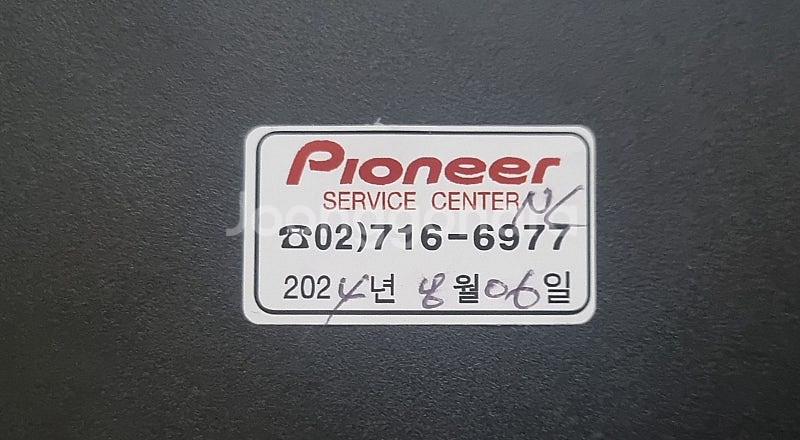 Pioneer
SERVICE CENTER
☎02)716-6977
2024년 8월 06일